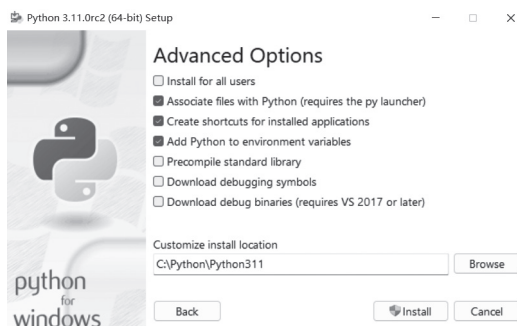 Python 3.11.0rc2 (64-bit) Setup
Advanced Options
Install for all users
Associate files with Python (requires the py launcher)
Create shortcuts for installed applications
Add Python to environment variables
Precompile standard library
Download debugging symbols
Download debug binaries (requires VS 2017 or later)
Customize install location
C:\Python\Python311
Browse
python
for
windows
Back
Install
Cancel